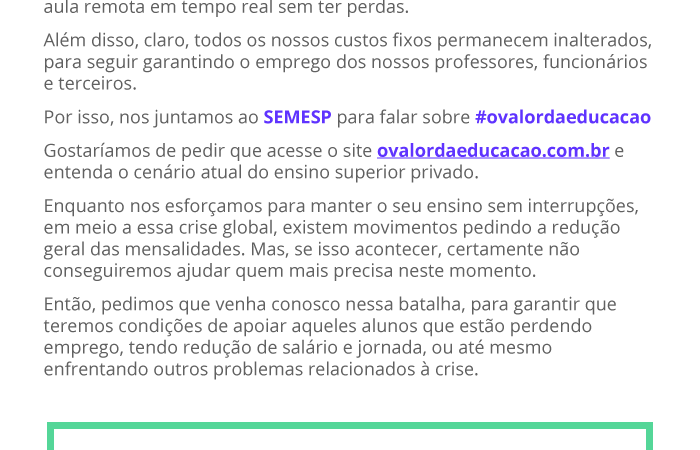 aula remota em tempo real sem ter perdas.
Além disso, claro, todos os nossos custos fixos permanecem inalterados,
para seguir garantindo o emprego dos nossos professores, funcionários
e terceiros.
Por isso, nos juntamos ao SEMESP para falar sobre #ovalordaeducacao
Gostaríamos de pedir que acesse o site ovalordaeducacao.com.br e
entenda o cenário atual do ensino superior privado.
Enquanto nos esforçamos para manter o seu ensino sem interrupções,
em meio a essa crise global, existem movimentos pedindo a redução
geral das mensalidades. Mas, se isso acontecer, certamente não
conseguiremos ajudar quem mais precisa neste momento.
Então, pedimos que venha conosco nessa batalha, para garantir que
teremos condições de apoiar aqueles alunos que estão perdendo
emprego, tendo redução de salário e jornada, ou até mesmo
enfrentando outros problemas relacionados à crise.